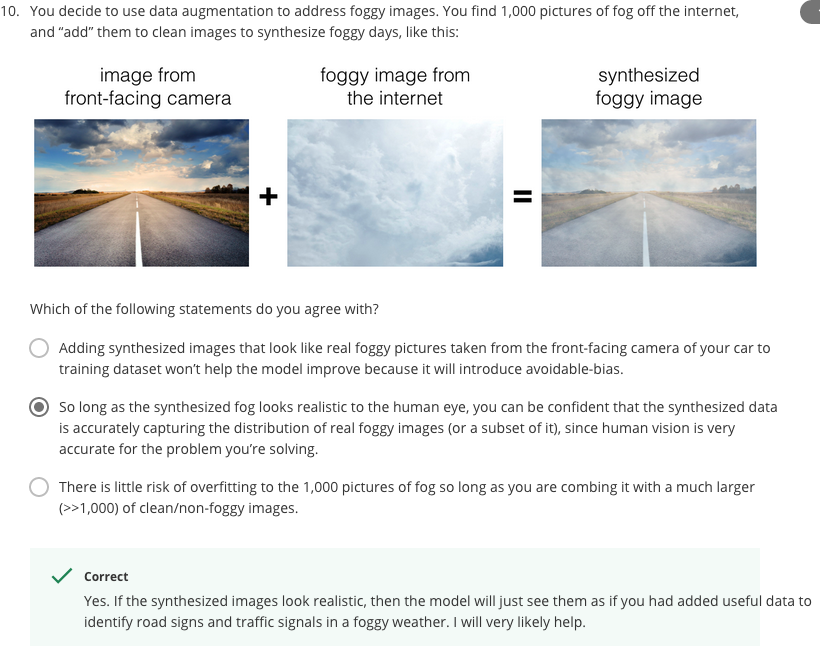 10. You decide to use data augmentation to address foggy images. You find 1,000 pictures of fog off the internet,
and “add” them to clean images to synthesize foggy days, like this:
image from
front-facing camera
foggy image from
the internet
synthesized
foggy image
+
=
Which of the following statements do you agree with?
Adding synthesized images that look like real foggy pictures taken from the front-facing camera of your car to
training dataset won’t help the model improve because it will introduce avoidable-bias.
So long as the synthesized fog looks realistic to the human eye, you can be confident that the synthesized data
is accurately capturing the distribution of real foggy images (or a subset of it), since human vision is very
accurate for the problem you’re solving.
There is little risk of overfitting to the 1,000 pictures of fog so long as you are combing it with a much larger
(>>1,000) of clean/non-foggy images.
Correct
Yes. If the synthesized images look realistic, then the model will just see them as if you had added useful data to
identify road signs and traffic signals in a foggy weather. I will very likely help.